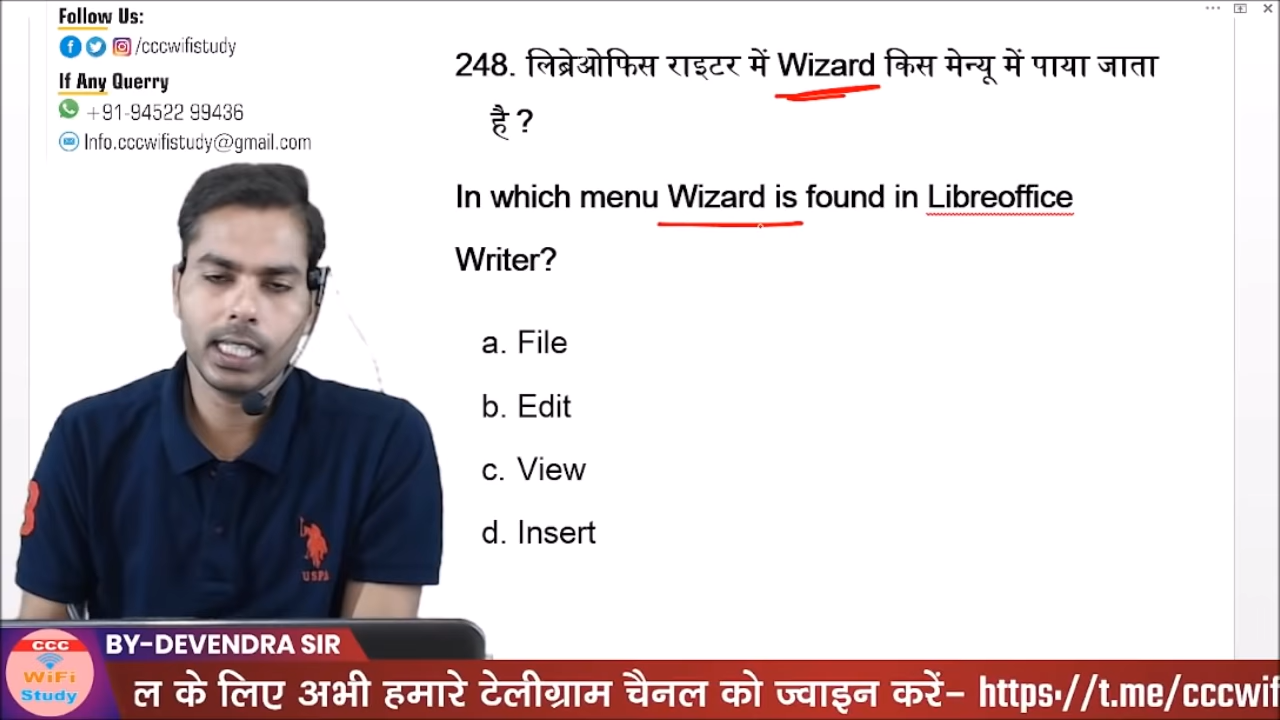 Follow Us:
/cccwifistudy
If Any Querry
+91-94522 99436
Info.cccwifistudy@gmail.com
248. लिब्रेओफिस राइटर में Wizard किस मेन्यू में पाया जाता
है ?
In which menu Wizard is found in Libreoffice
Writer?
a. File
b. Edit
c. View
d. Insert
USPA
CCC
WiFi
Study
BY-DEVENDRA SIR
ल के लिए अभी हमारे टेलीग्राम चैनल को ज्वाइन करें- https://t.me/cccwif